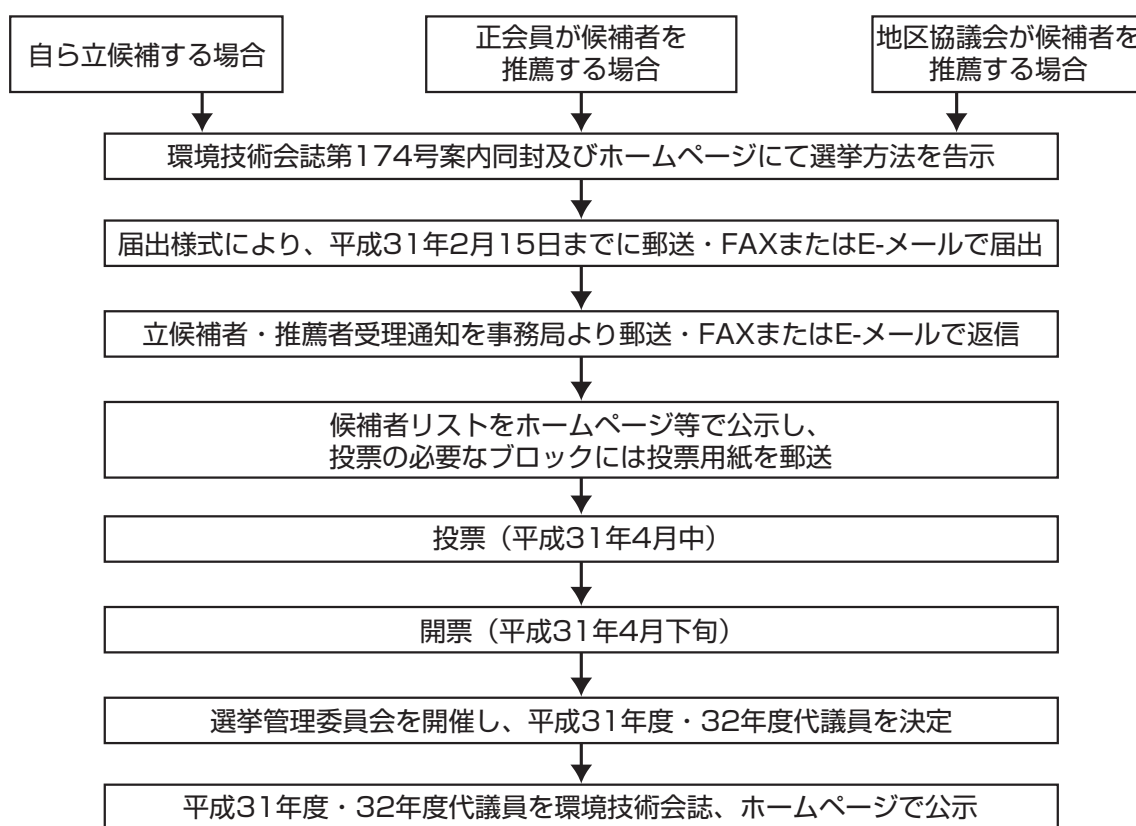 自ら立候補する場合
正会員が候補者を
推薦する場合
地区協議会が候補者を
推薦する場合
環境技術会誌第174号案内同封及びホームページにて選挙方法を告示
届出様式により、平成31年2月15日までに郵送・FAXまたはE-メールで届出
立候補者・推薦者受理通知を事務局より郵送・FAXまたはE-メールで返信
候補者リストをホームページ等で公示し、
投票の必要なブロックには投票用紙を郵送
投票（平成31年4月中）
開票（平成31年4月下旬）
選挙管理委員会を開催し、平成31年度・32年度代議員を決定
平成31年度・32年度代議員を環境技術会誌、ホームページで公示